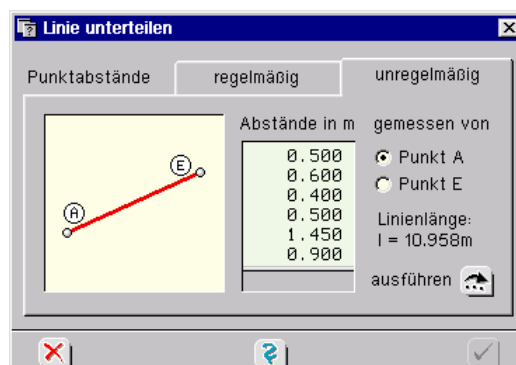 Linie unterteilen
Punktabstände
regelmäßig
unregelmäßig
Abstände in m
gemessen von
0.500
0.600
0.400
0.500
1.450
0.900
Punkt A
Punkt E
Linienlänge:
l = 10.958m
ausführen
E
A